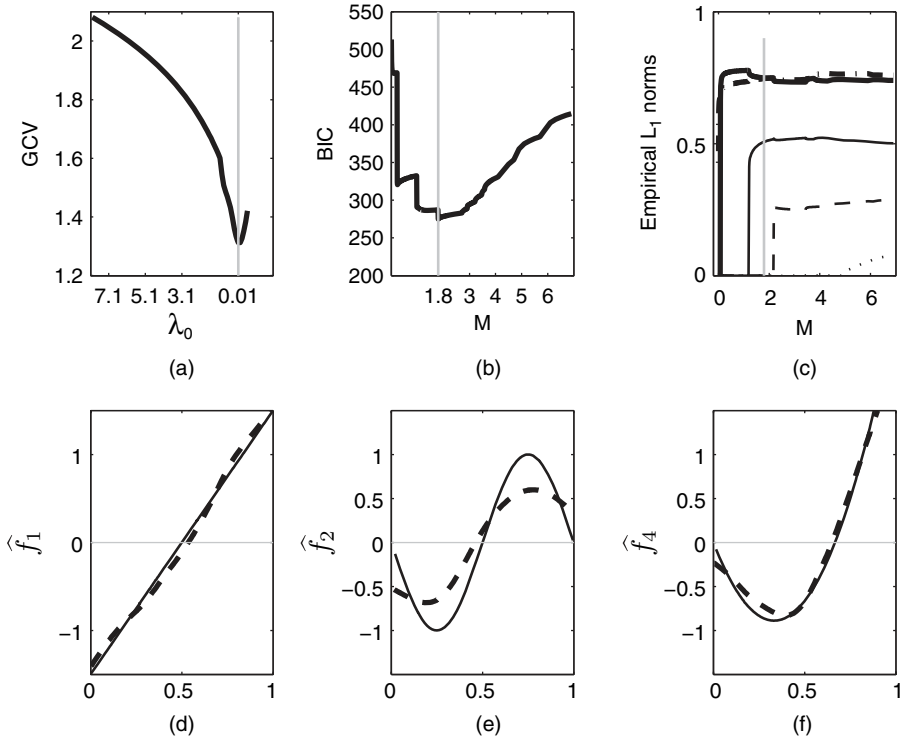 GCV
2
1.8
1.6
1.4
1.2
7.1 5.1 3.1 0.01
λ₀
(a)
BIC
550
500
450
400
350
300
250
200
1.8 3 4 5 6
M
(b)
Empirical L₁ norms
1
0.5
0
0 2 4 6
M
(c)
f̂₁
1
0
−1
0 0.5 1
(d)
f̂₂
1
0.5
0
−0.5
−1
0 0.5 1
(e)
f̂₄
1
0.5
0
−0.5
−1
0 0.5 1
(f)